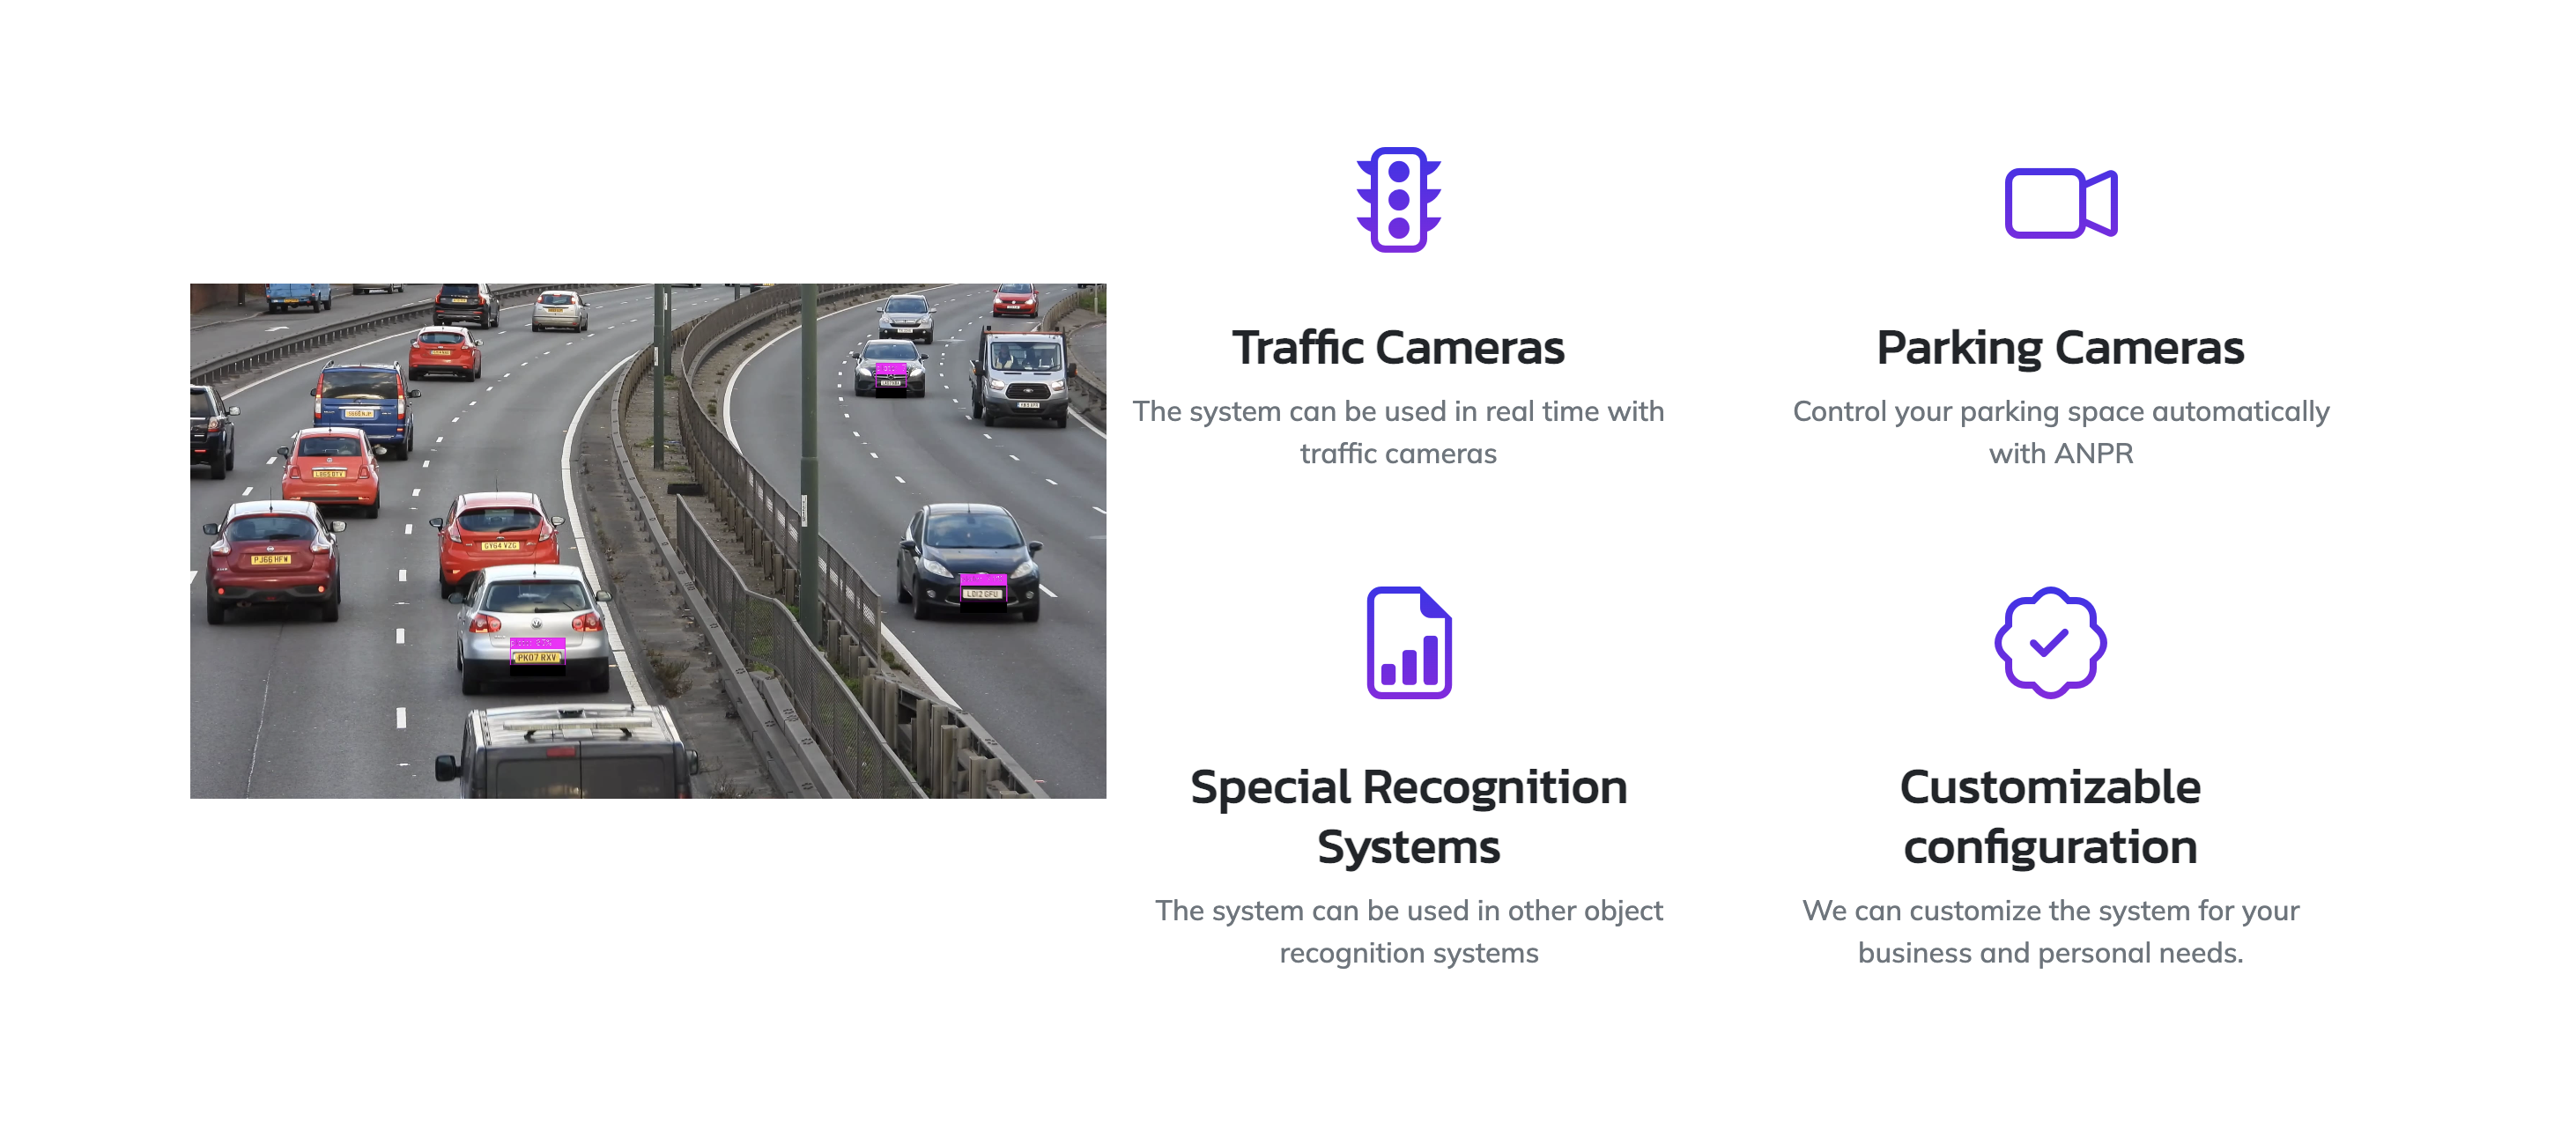 PJ66 HFW
GY64 VZG
PK07 RXV
LD12 GFU
Traffic Cameras
The system can be used in real time with
traffic cameras
Parking Cameras
Control your parking space automatically
with ANPR
Special Recognition
Systems
The system can be used in other object
recognition systems
Customizable
configuration
We can customize the system for your
business and personal needs.